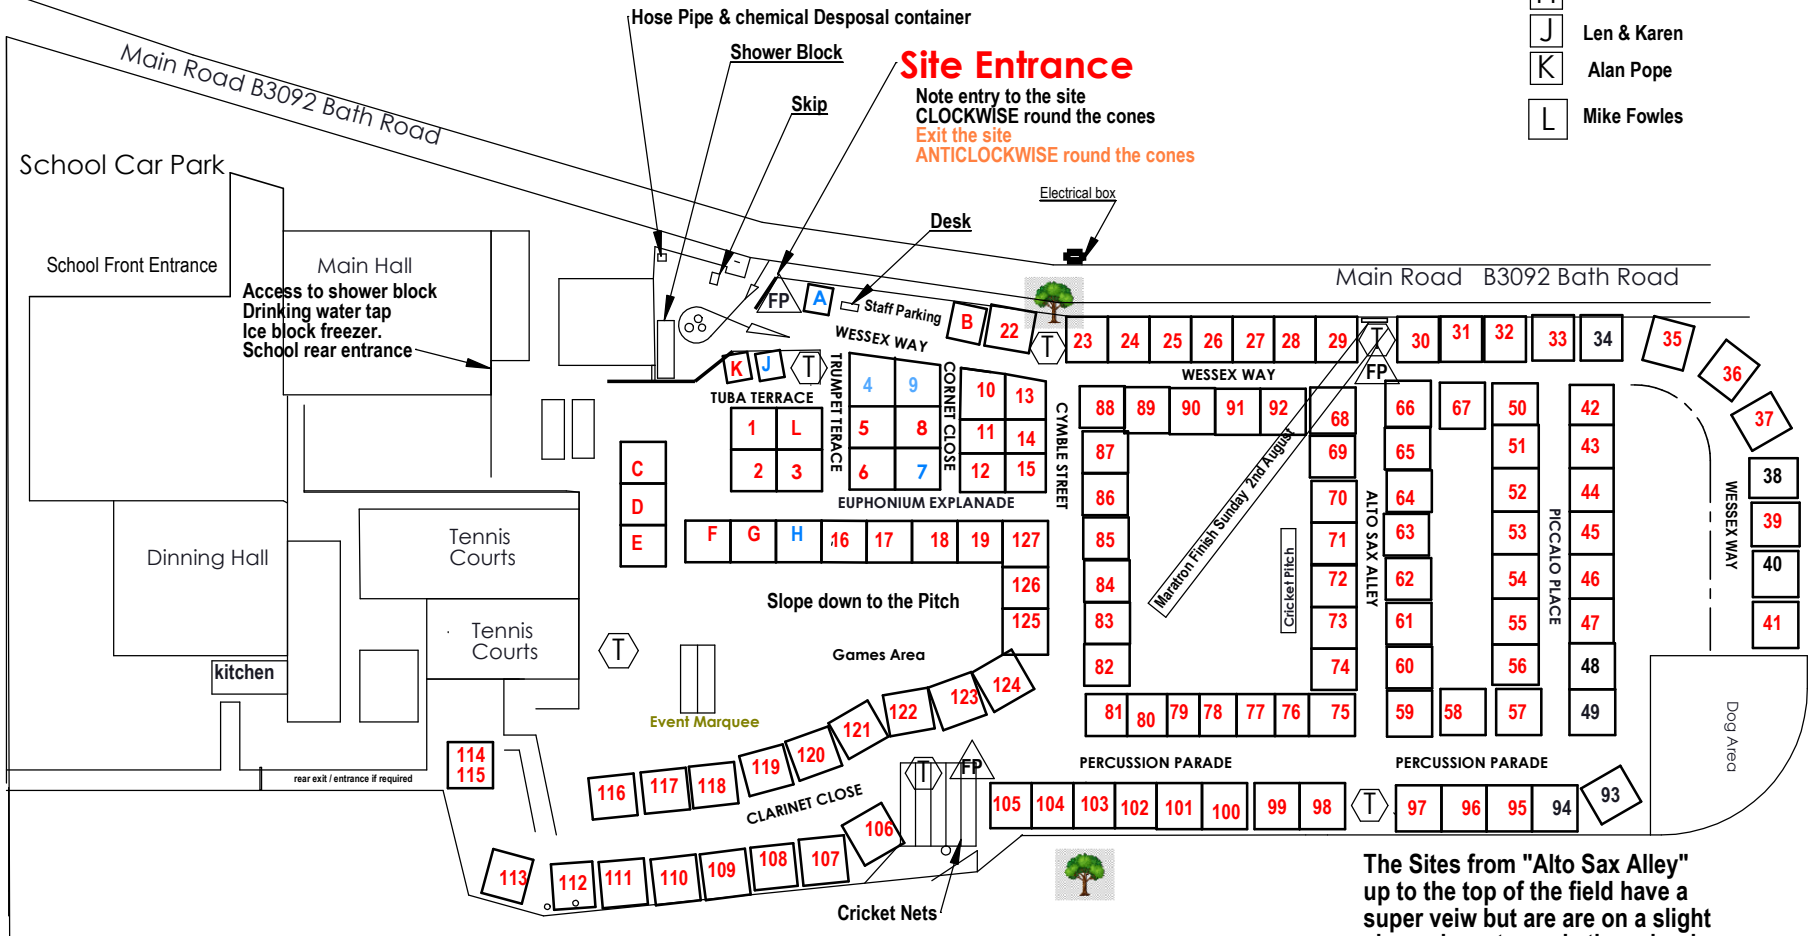 Hose Pipe & chemical Desposal container
Shower Block
Skip
Site Entrance
Note entry to the site
CLOCKWISE round the cones
Exit the site
ANTICLOCKWISE round the cones
Electrical box
Desk
J Len & Karen
K Alan Pope
L Mike Fowles
Main Road B3092 Bath Road
School Car Park
School Front Entrance
Main Hall
Access to shower block
Drinking water tap
Ice block freezer.
School rear entrance
Main Road B3092 Bath Road
FP
A
Staff Parking
B
22
T
23
24
25
26
27
28
29
T
FP
30
31
32
33
34
35
36
37
38
39
40
41
WESSEX WAY
WESSEX WAY
WESSEX WAY
K
J
T
TUBA TERRACE
TRUMPET TERACE
CORNET CLOSE
CYMBLE STREET
1
L
2
3
4
9
5
8
6
7
10
13
11
14
12
15
EUPHONIUM EXPLANADE
C
D
E
F
G
H
16
17
18
19
127
126
125
Slope down to the Pitch
Games Area
88
89
90
91
92
68
87
69
86
70
85
71
84
72
83
73
82
74
81
80
79
78
77
76
75
Maratron Finish Sunday 2nd August
Cricket Pitch
ALTO SAX ALLEY
66
67
65
64
63
62
61
60
59
58
57
50
51
52
53
54
55
56
PICCALO PLACE
42
43
44
45
46
47
48
49
Dog Area
Dinning Hall
Tennis
Courts
Tennis
Courts
kitchen
T
Event Marquee
rear exit / entrance if required
114
115
116
117
118
119
120
121
122
123
124
CLARINET CLOSE
113
112
111
110
109
108
107
106
T
FP
Cricket Nets
PERCUSSION PARADE
PERCUSSION PARADE
105
104
103
102
101
100
99
98
T
97
96
95
94
93
The Sites from "Alto Sax Alley"
up to the top of the field have a
super veiw but are are on a slight